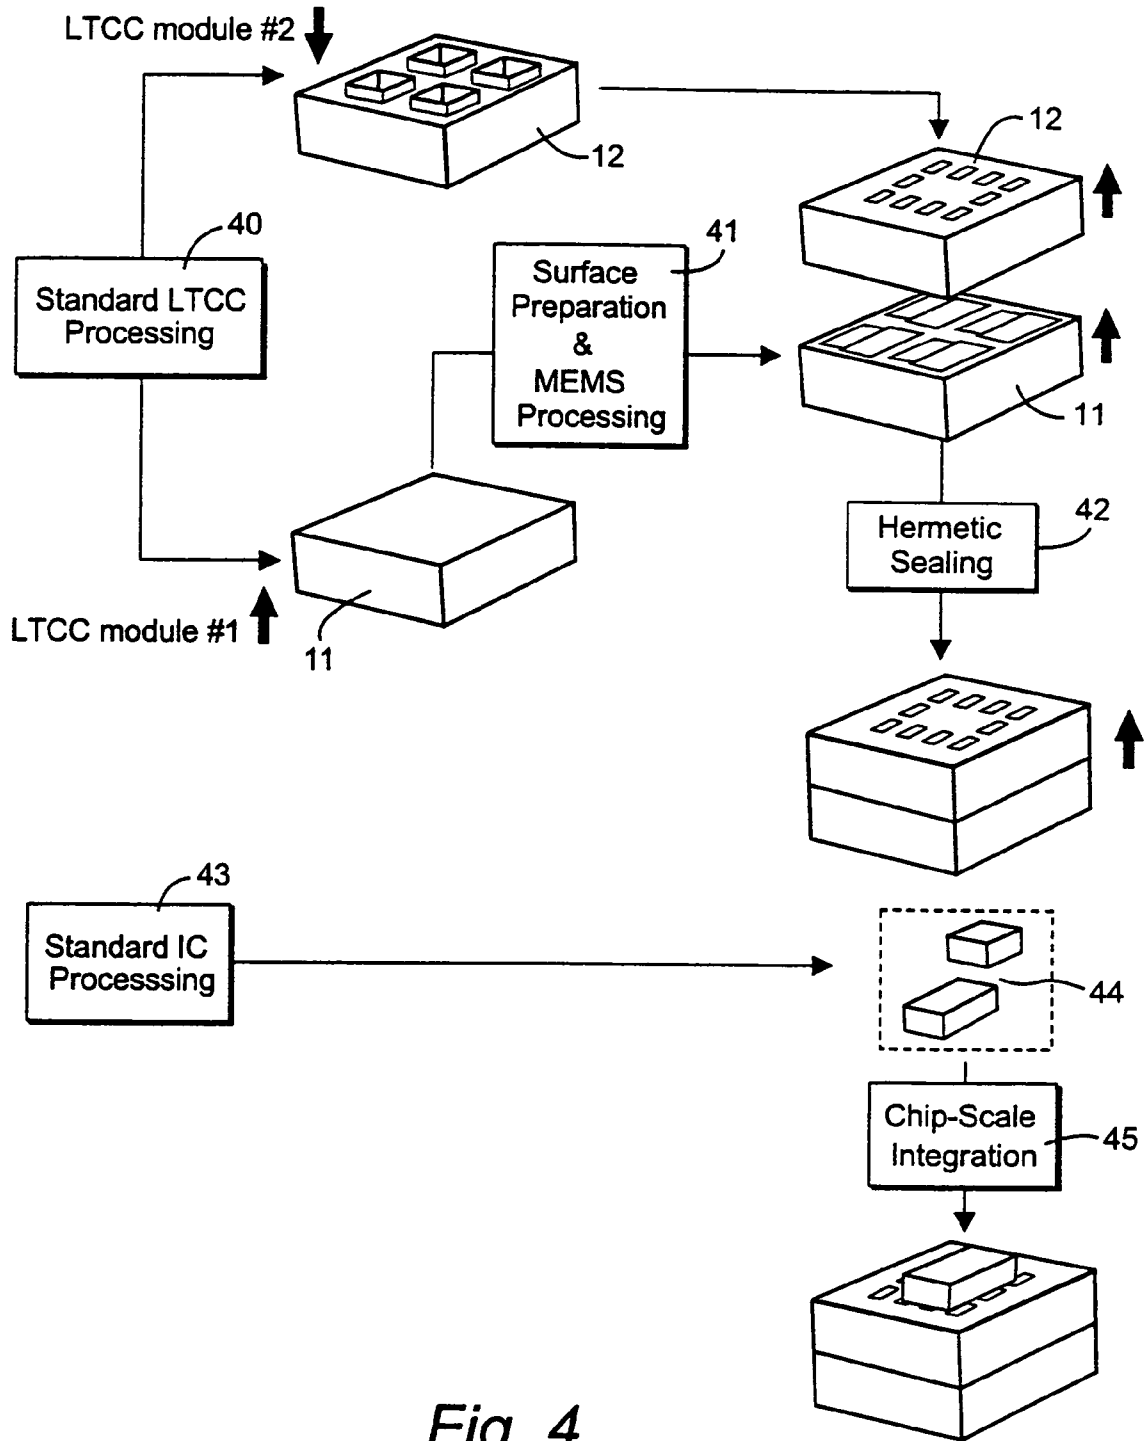 LTCC module #2
12
12
40
Standard LTCC
Processing
41
Surface
Preparation
&
MEMS
Processing
11
LTCC module #1
11
42
Hermetic
Sealing
43
Standard IC
Processsing
44
Chip-Scale
Integration
45
Fig. 4